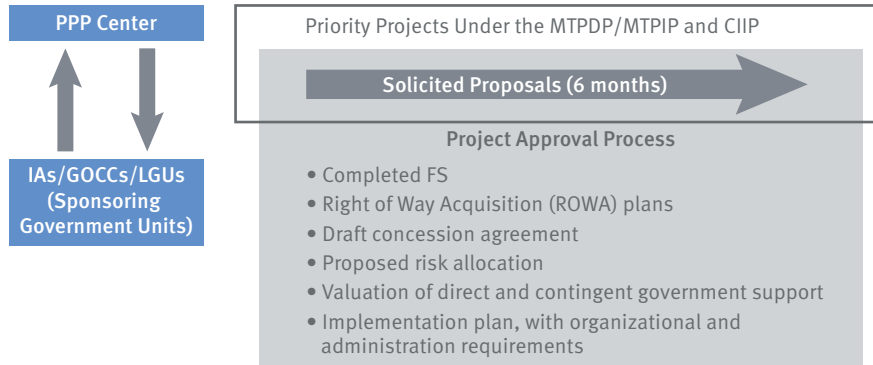 PPP Center
IAs/GOCCs/LGUs
(Sponsoring
Government Units)
Priority Projects Under the MTPDP/MTPIP and CIIP
Solicited Proposals (6 months)
Project Approval Process
• Completed FS
• Right of Way Acquisition (ROWA) plans
• Draft concession agreement
• Proposed risk allocation
• Valuation of direct and contingent government support
• Implementation plan, with organizational and
administration requirements